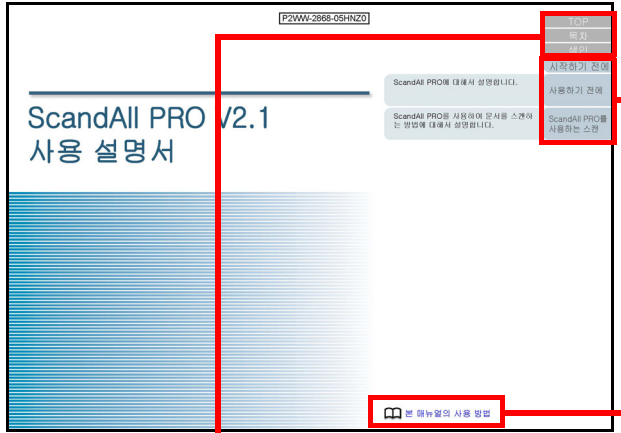 P2WW-2868-05HNZ0
TOP
목차
색인
시작하기 전에
ScandAll PRO에 대해서 설명합니다.
사용하기 전에
ScandAll PRO를 사용하여 문서를 스캔하
는 방법에 대해서 설명합니다.
ScandAll PRO를
사용하는 스캔
ScandAll PRO V2.1
사용 설명서
본 매뉴얼의 사용 방법